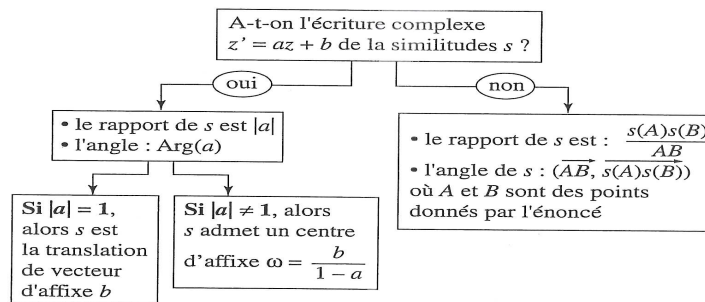 A-t-on l'écriture complexe
z' = az + b de la similitudes s ?
oui
non
• le rapport de s est |a|
• l'angle : Arg(a)
• le rapport de s est : s(A)s(B) / AB
• l'angle de s : (AB, s(A)s(B))
où A et B sont des points
donnés par l'énoncé
Si |a| = 1,
alors s est
la translation
de vecteur
d'affixe b
Si |a| ≠ 1, alors
s admet un centre
d'affixe ω = b / 1 – a